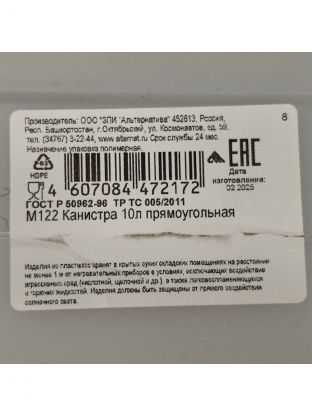 Производитель: ООО "ЗПИ "Альтернатива" 452613, Россия,
Респ. Башкортостан, г.Октябрьский, ул. Космонавтов, зд. 59,
тел. (34767) 3-22-44, www.alternet.ru Срок службы 24 мес.
Назначение упаковка полимерная.
8
2
HDPE
EAC
Дата
изготовления:
02.2025
4 607084 472172
ГОСТ Р 50962-96 ТР ТС 005/2011
М122 Канистра 10л прямоугольная
Изделия из пластмасс хранят в крытых сухих складских помещениях на расстоянии
не менее 1 м от нагревательных приборов в условиях, исключающих воздействие
агрессивных сред (кислотной, щелочной и др.), а также легковоспламеняющихся
и горючих жидкостей. Изделия должны быть защищены от прямого воздействия
солнечного света.